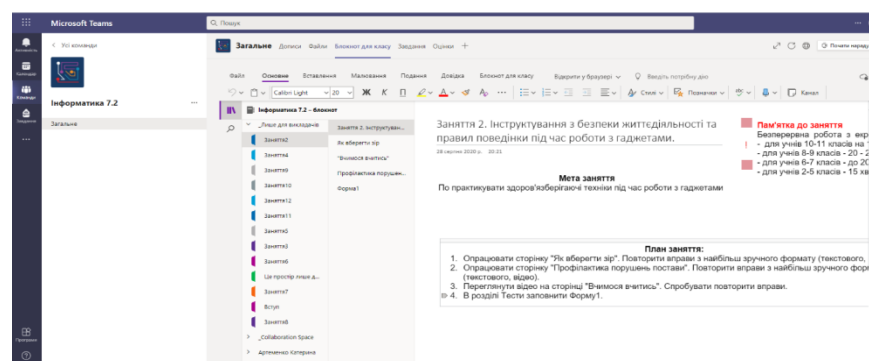 Microsoft Teams
Пошук
Усі команди
Загальне Дописи Файли Блокнот для класу Завдання Оцінки +
Календар
Команди
Завдання
Інформатика 7.2
Загальне
Файл Основне Вставлення Малювання Подання Довідка Блокнот для класу Відкрити у браузері Введіть потрібну дію
Calibri Light 20 Ж К П Стилі Позначки Канал
Інформатика 7.2 – блокнот
_Лише для викладачів
Заняття2
Заняття4
Заняття9
Заняття10
Заняття12
Заняття11
Заняття5
Заняття3
Заняття6
Це простір лише д...
Заняття7
Вступ
Заняття8
_Collaboration Space
Артеменко Катерина
Заняття 2. Інструктуван...
Як вберегти зір
"Вчимося вчитись"
Профілактика порушен...
Форма1
Заняття 2. Інструктування з безпеки життєдіяльності та
правил поведінки під час роботи з гаджетами.
28 серпня 2020 р. 20:21
Мета заняття
По практикувати здоров'язберігаючі техніки під час роботи з гаджетами
Пам'ятка до заняття
Безперервна робота з екр
- для учнів 10-11 класів на
! - для учнів 8-9 класів - 20 - 2
- для учнів 6-7 класів - до 20
- для учнів 2-5 класів - 15 хв
План заняття:
1. Опрацювати сторінку "Як вберегти зір". Повторити вправи з найбільш зручного формату (текстового,
2. Опрацювати сторінку "Профілактика порушень постави". Повторити вправи з найбільш зручного фор
(текстового, відео).
3. Переглянути відео на сторінці "Вчимося вчитись". Спробувати повторити вправи.
4. В розділі Тести заповнити Форму1.